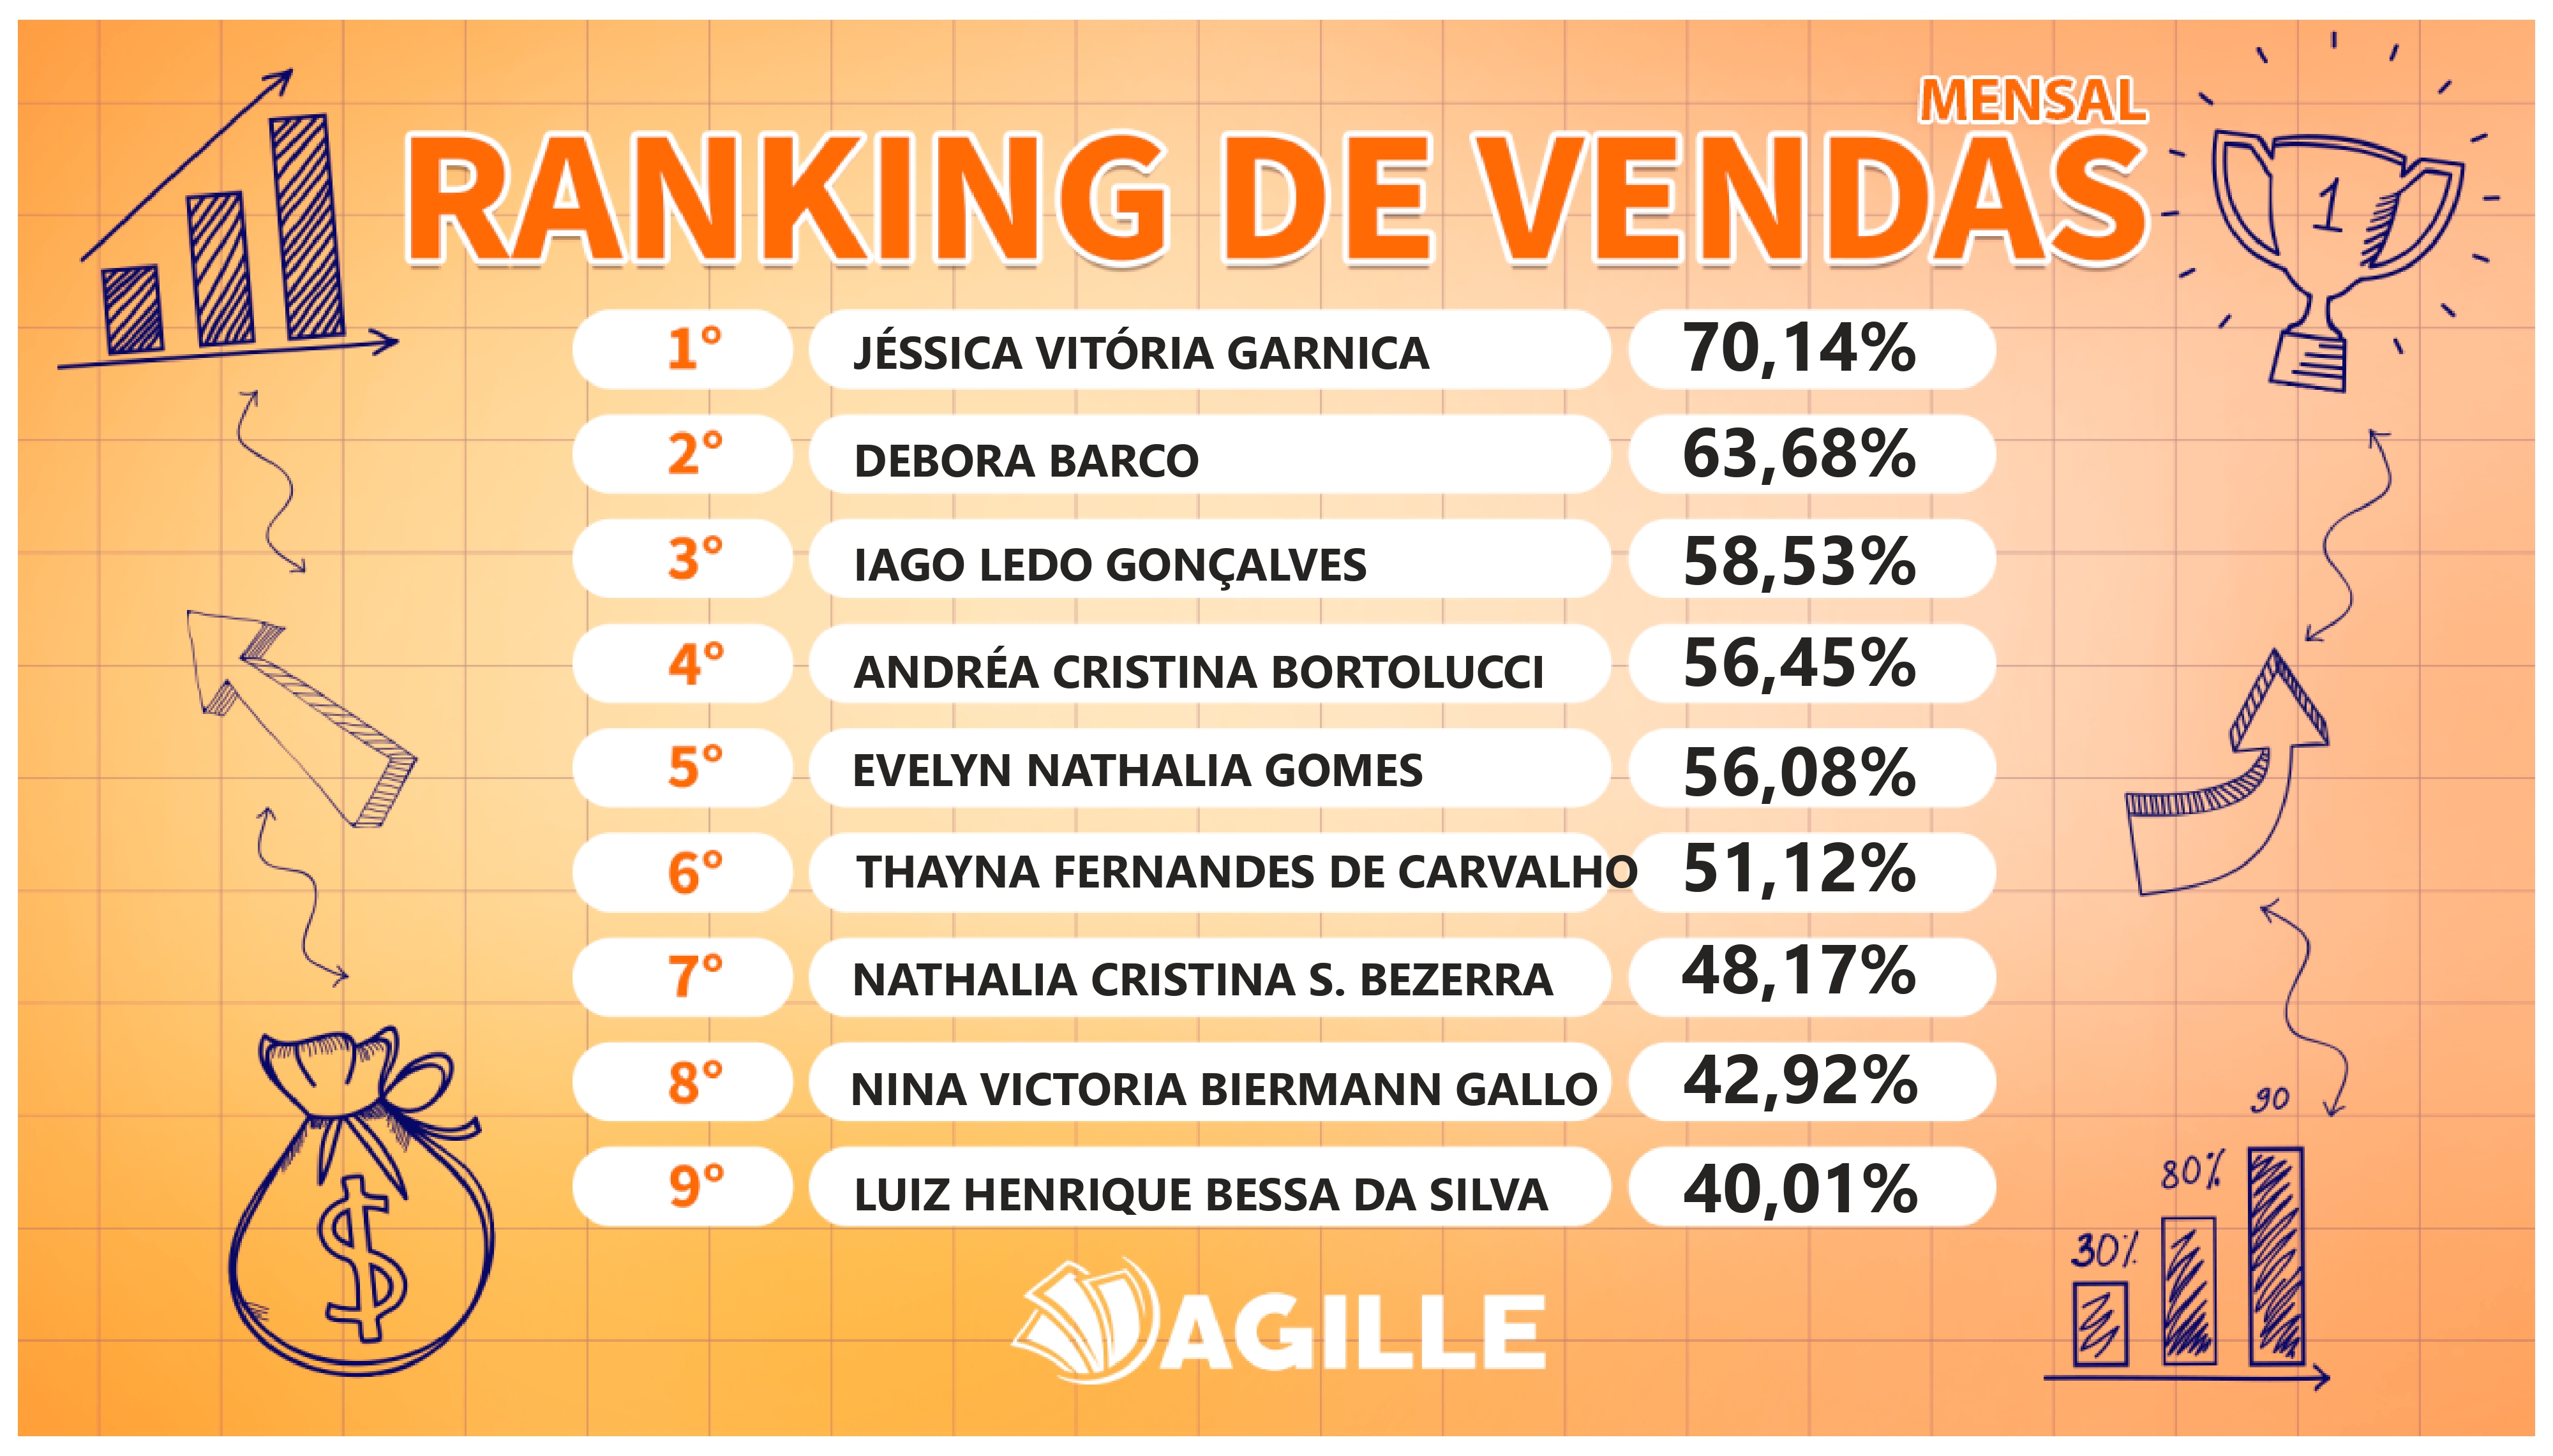 MENSAL
RANKING DE VENDAS
1
1° JÉSSICA VITÓRIA GARNICA 70,14%
2° DEBORA BARCO 63,68%
3° IAGO LEDO GONÇALVES 58,53%
4° ANDRÉA CRISTINA BORTOLUCCI 56,45%
5° EVELYN NATHALIA GOMES 56,08%
6° THAYNA FERNANDES DE CARVALHO 51,12%
7° NATHALIA CRISTINA S. BEZERRA 48,17%
8° NINA VICTORIA BIERMANN GALLO 42,92%
9° LUIZ HENRIQUE BESSA DA SILVA 40,01%
90
80%
30%
$
AGILLE